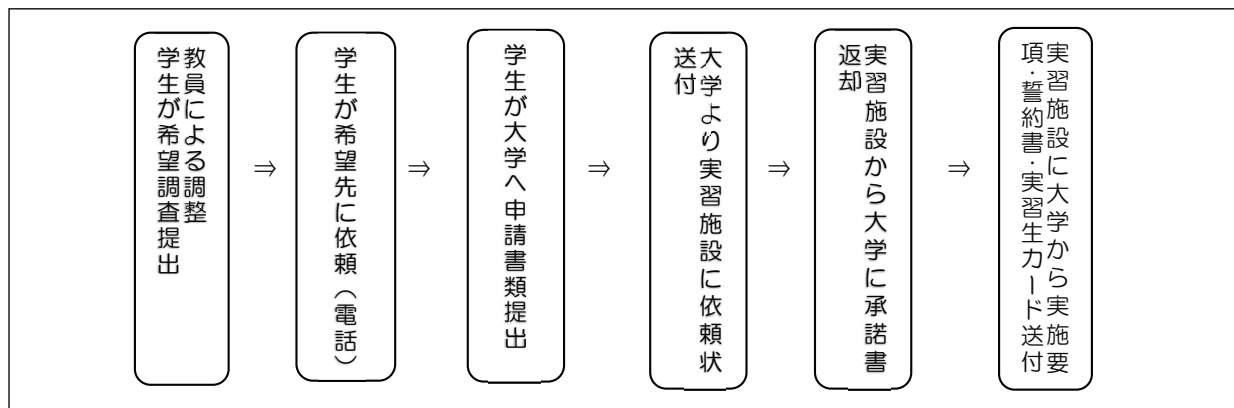 教員による調整
学生が希望調査提出
⇒
学生が希望先に依頼（電話）
⇒
学生が大学へ申請書類提出
⇒
大学より実習施設に依頼状
送付
⇒
実習施設から大学に承諾書
返却
⇒
実習施設に大学から実施要
項・誓約書・実習生カード送付